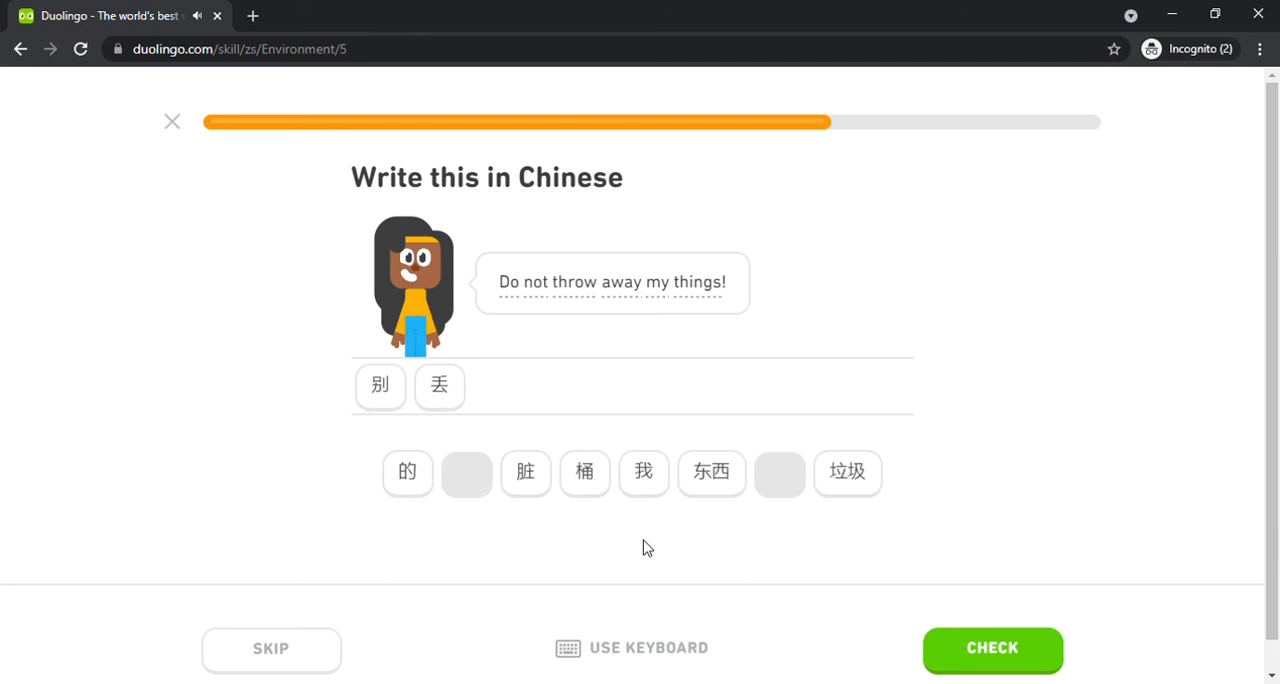 Duolingo - The world's best
duolingo.com/skill/zs/Environment/5
Incognito (2)
Write this in Chinese
Do not throw away my things!
别 丢
的 脏 桶 我 东西 垃圾
SKIP
USE KEYBOARD
CHECK